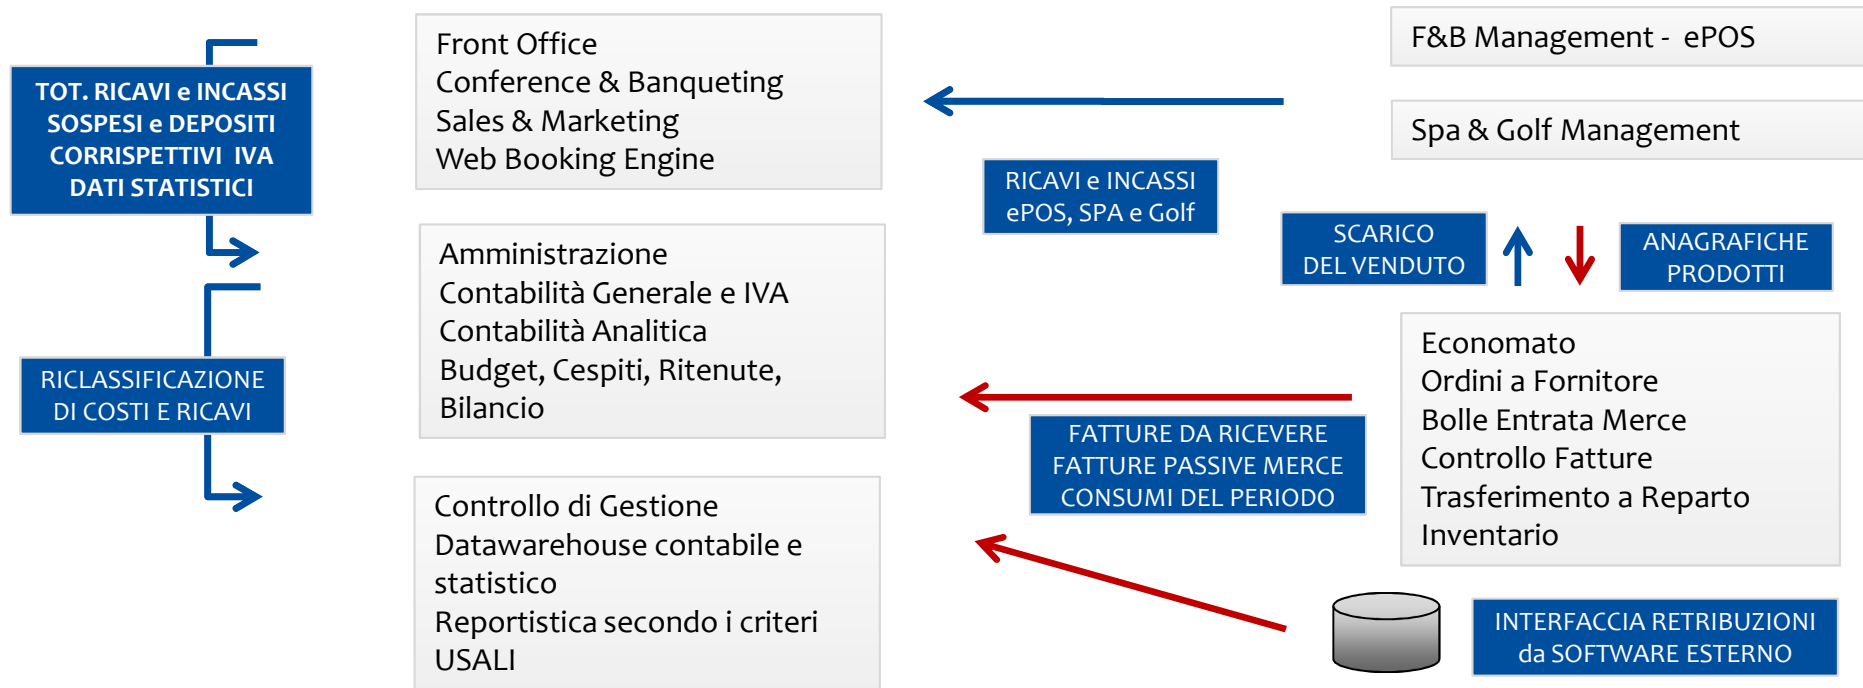 TOT. RICAVI e INCASSI
SOSPESI e DEPOSITI
CORRISPETTIVI IVA
DATI STATISTICI
Front Office
Conference & Banqueting
Sales & Marketing
Web Booking Engine
F&B Management - ePOS
Spa & Golf Management
RICAVI e INCASSI
ePOS, SPA e Golf
SCARICO
DEL VENDUTO
ANAGRAFICHE
PRODOTTI
Amministrazione
Contabilità Generale e IVA
Contabilità Analitica
Budget, Cespiti, Ritenute,
Bilancio
RICLASSIFICAZIONE
DI COSTI E RICAVI
FATTURE DA RICEVERE
FATTURE PASSIVE MERCE
CONSUMI DEL PERIODO
Economato
Ordini a Fornitore
Bolle Entrata Merce
Controllo Fatture
Trasferimento a Reparto
Inventario
Controllo di Gestione
Datawarehouse contabile e
statistico
Reportistica secondo i criteri
USALI
INTERFACCIA RETRIBUZIONI
da SOFTWARE ESTERNO